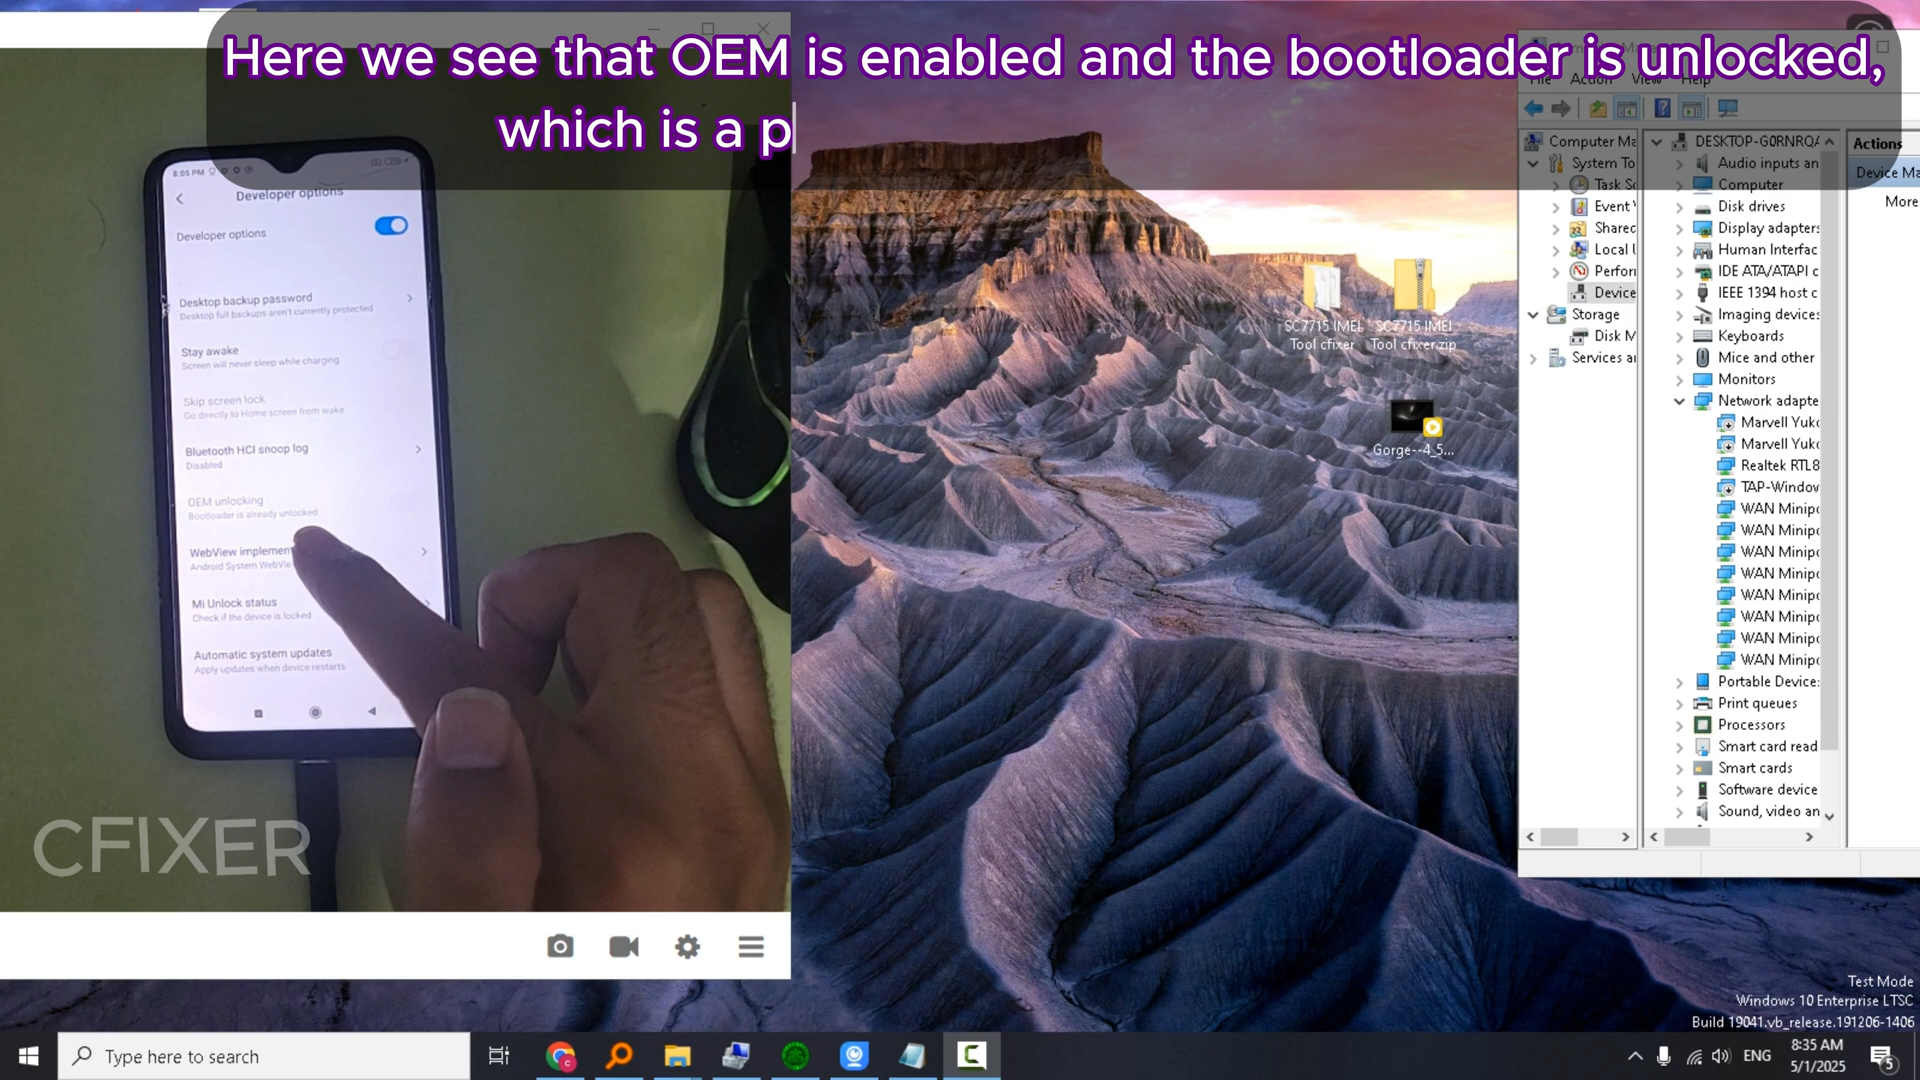 Here we see that OEM is enabled and the bootloader is unlocked,
which is a p
8:05 PM
Developer options
Developer options
Desktop backup password
Desktop full backups aren't currently protected
Stay awake
Screen will never sleep while charging
Skip screen lock
Go directly to Home screen from wake
Bluetooth HCI snoop log
Disabled
OEM unlocking
Bootloader is already unlocked
WebView implemen
Android System WebVie
Mi Unlock status
Check if the device is locked
Automatic system updates
Apply updates when device restarts
CFIXER
SC7715 IMEI
Tool cfixer
SC7715 IMEI
Tool cfixer.zip
Gorge--4_5...
File Action View Help
Computer Ma
System To
Task Sc
Event
Shared
Local U
Perfor
Device
Storage
Disk M
Services a
DESKTOP-G0RNRQ
Audio inputs an
Computer
Disk drives
Display adapters
Human Interfac
IDE ATA/ATAPI c
IEEE 1394 host c
Imaging devices
Keyboards
Mice and other
Monitors
Network adapte
Marvell Yuk
Marvell Yuk
Realtek RTL8
TAP-Window
WAN Minip
WAN Minip
WAN Minip
WAN Minip
WAN Minip
WAN Minip
WAN Minip
WAN Minip
Portable Device
Print queues
Processors
Smart card read
Smart cards
Software device
Sound, video an
Actions
Device Ma
More
Test Mode
Windows 10 Enterprise LTSC
Build 19041.vb_release.191206-1406
Type here to search
ENG
8:35 AM
5/1/2025
5